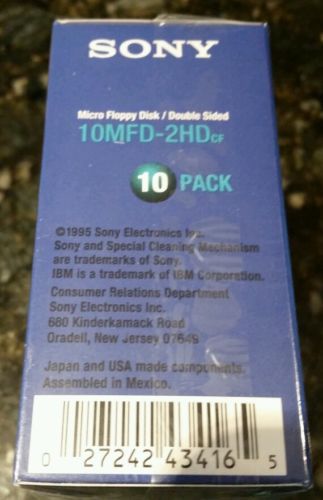 SONY
Micro Floppy Disk / Double Sided
10MFD-2HDCF
10 PACK
©1995 Sony Electronics Inc.
Sony and Special Cleaning Mechanism
are trademarks of Sony.
IBM is a trademark of IBM Corporation.
Consumer Relations Department
Sony Electronics Inc.
680 Kinderkamack Road
Oradell, New Jersey 07649
Japan and USA made components.
Assembled in Mexico.
0 27242 43416 5